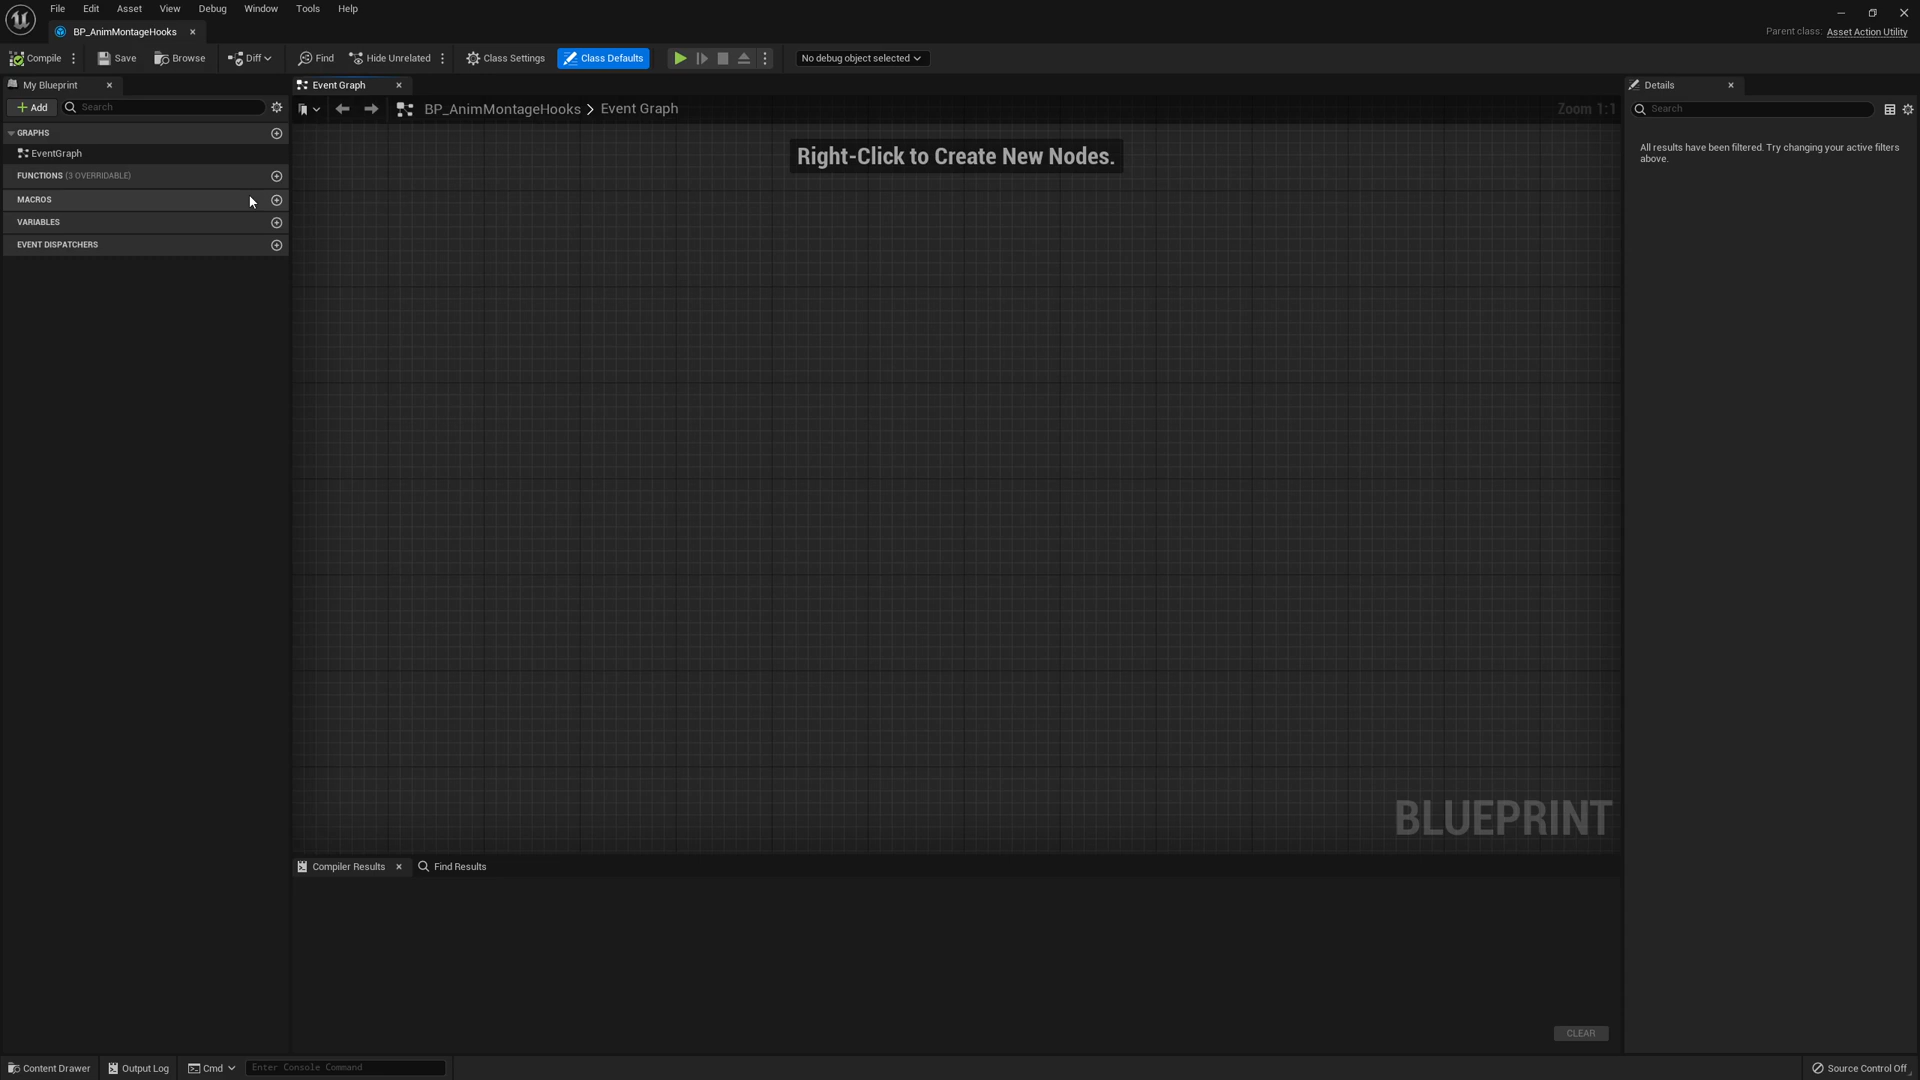 File Edit Asset View Debug Window Tools Help
BP_AnimMontageHooks
Parent class: Asset Action Utility
Compile Save Browse Diff Find Hide Unrelated Class Settings Class Defaults No debug object selected
My Blueprint
Event Graph
Details
Add Search
BP_AnimMontageHooks > Event Graph
Zoom 1:1
Search
GRAPHS
EventGraph
FUNCTIONS (3 OVERRIDABLE)
MACROS
VARIABLES
EVENT DISPATCHERS
Right-Click to Create New Nodes.
All results have been filtered. Try changing your active filters
above.
BLUEPRINT
Compiler Results Find Results
CLEAR
Content Drawer Output Log Cmd Enter Console Command Source Control Off